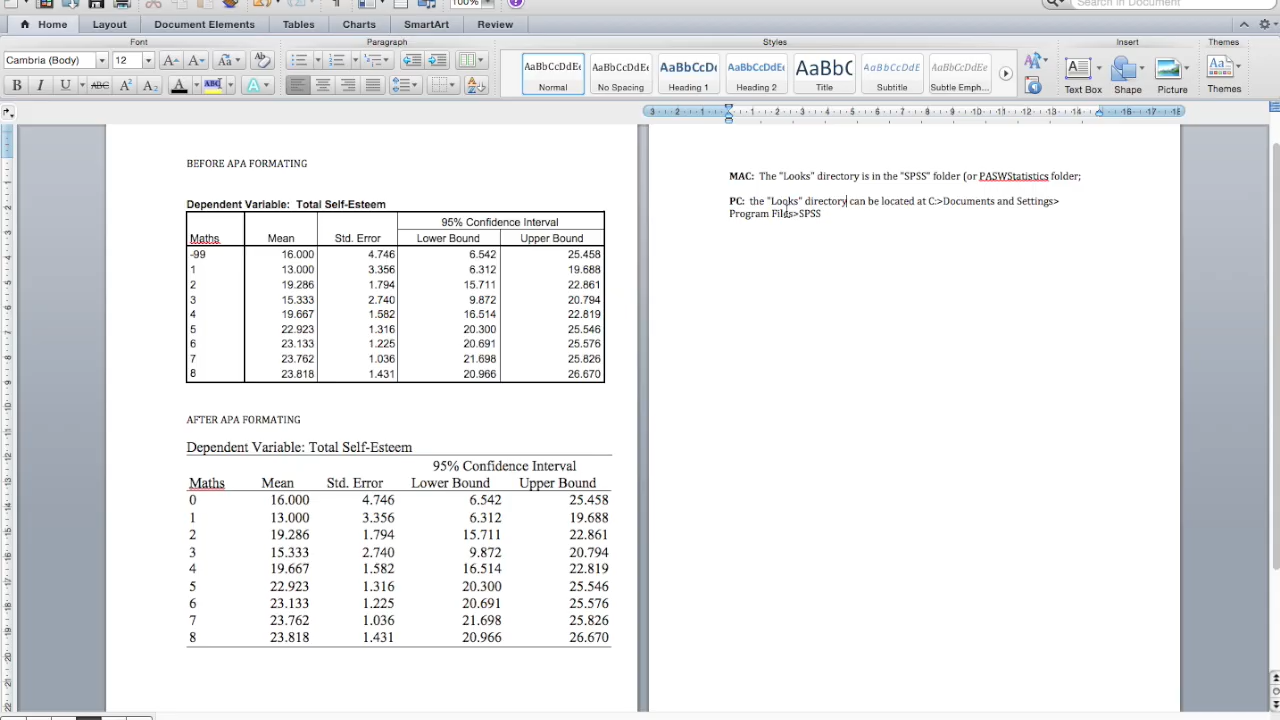 100%
Search in Document
Home Layout Document Elements Tables Charts SmartArt Review
Font Paragraph Styles Insert Themes
Cambria (Body) 12
AaBbCcDdEe AaBbCcDdEe AaBbCcDc AaBbCcDd AaBbC AaBbCcDd AaBbCcDdEe
Normal No Spacing Heading 1 Heading 2 Title Subtitle Subtle Emph...
Text Box Shape Picture Themes
BEFORE APA FORMATING
Dependent Variable: Total Self-Esteem
95% Confidence Interval
Maths Mean Std. Error Lower Bound Upper Bound
-99 16.000 4.746 6.542 25.458
1 13.000 3.356 6.312 19.688
2 19.286 1.794 15.711 22.861
3 15.333 2.740 9.872 20.794
4 19.667 1.582 16.514 22.819
5 22.923 1.316 20.300 25.546
6 23.133 1.225 20.691 25.576
7 23.762 1.036 21.698 25.826
8 23.818 1.431 20.966 26.670
AFTER APA FORMATING
Dependent Variable: Total Self-Esteem
95% Confidence Interval
Maths Mean Std. Error Lower Bound Upper Bound
0 16.000 4.746 6.542 25.458
1 13.000 3.356 6.312 19.688
2 19.286 1.794 15.711 22.861
3 15.333 2.740 9.872 20.794
4 19.667 1.582 16.514 22.819
5 22.923 1.316 20.300 25.546
6 23.133 1.225 20.691 25.576
7 23.762 1.036 21.698 25.826
8 23.818 1.431 20.966 26.670
MAC: The "Looks" directory is in the "SPSS" folder (or PASWStatistics folder;
PC: the "Looks" directory can be located at C:>Documents and Settings>
Program Files>SPSS